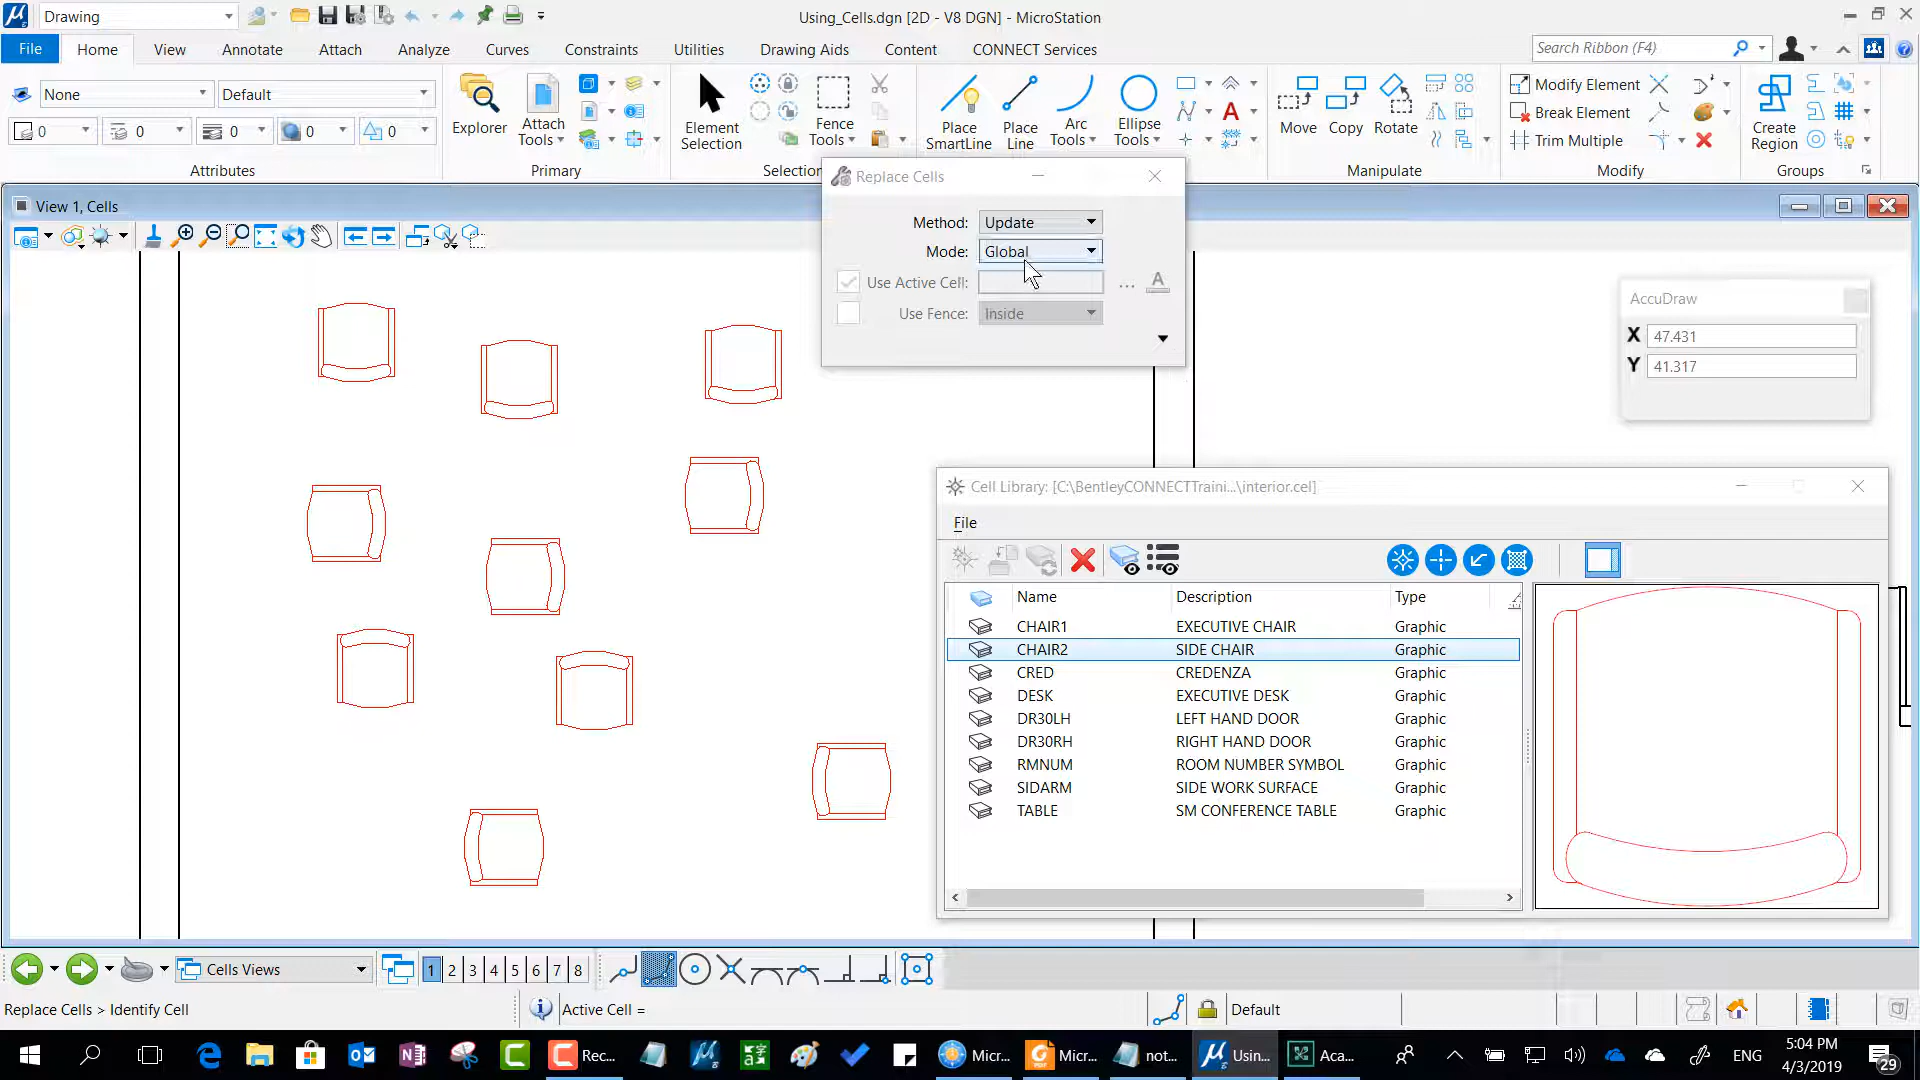 Drawing
Using_Cells.dgn [2D - V8 DGN] - MicroStation
File Home View Annotate Attach Analyze Curves Constraints Utilities Drawing Aids Content CONNECT Services
Search Ribbon (F4)
None Default
0 0 0 0 0
Attributes
Explorer
Attach Tools
Primary
Element Selection
Fence Tools
Selection
Place SmartLine
Place Line
Arc Tools
Ellipse Tools
Move Copy Rotate
Manipulate
Modify Element
Break Element
Trim Multiple
Modify
Create Region
Groups
View 1, Cells
Replace Cells
Method: Update
Mode: Global
Use Active Cell: ... A
Use Fence: Inside
AccuDraw
X 47.431
Y 41.317
Cell Library: [C:\BentleyCONNECTTraini...\interior.cel]
File
Name Description Type
CHAIR1 EXECUTIVE CHAIR Graphic
CHAIR2 SIDE CHAIR Graphic
CRED CREDENZA Graphic
DESK EXECUTIVE DESK Graphic
DR30LH LEFT HAND DOOR Graphic
DR30RH RIGHT HAND DOOR Graphic
RMNUM ROOM NUMBER SYMBOL Graphic
SIDARM SIDE WORK SURFACE Graphic
TABLE SM CONFERENCE TABLE Graphic
Cells Views
1 2 3 4 5 6 7 8
Replace Cells > Identify Cell
Active Cell =
Default
Rec...
Micr...
Micr...
not...
Usin...
Aca...
ENG
5:04 PM
4/3/2019
29